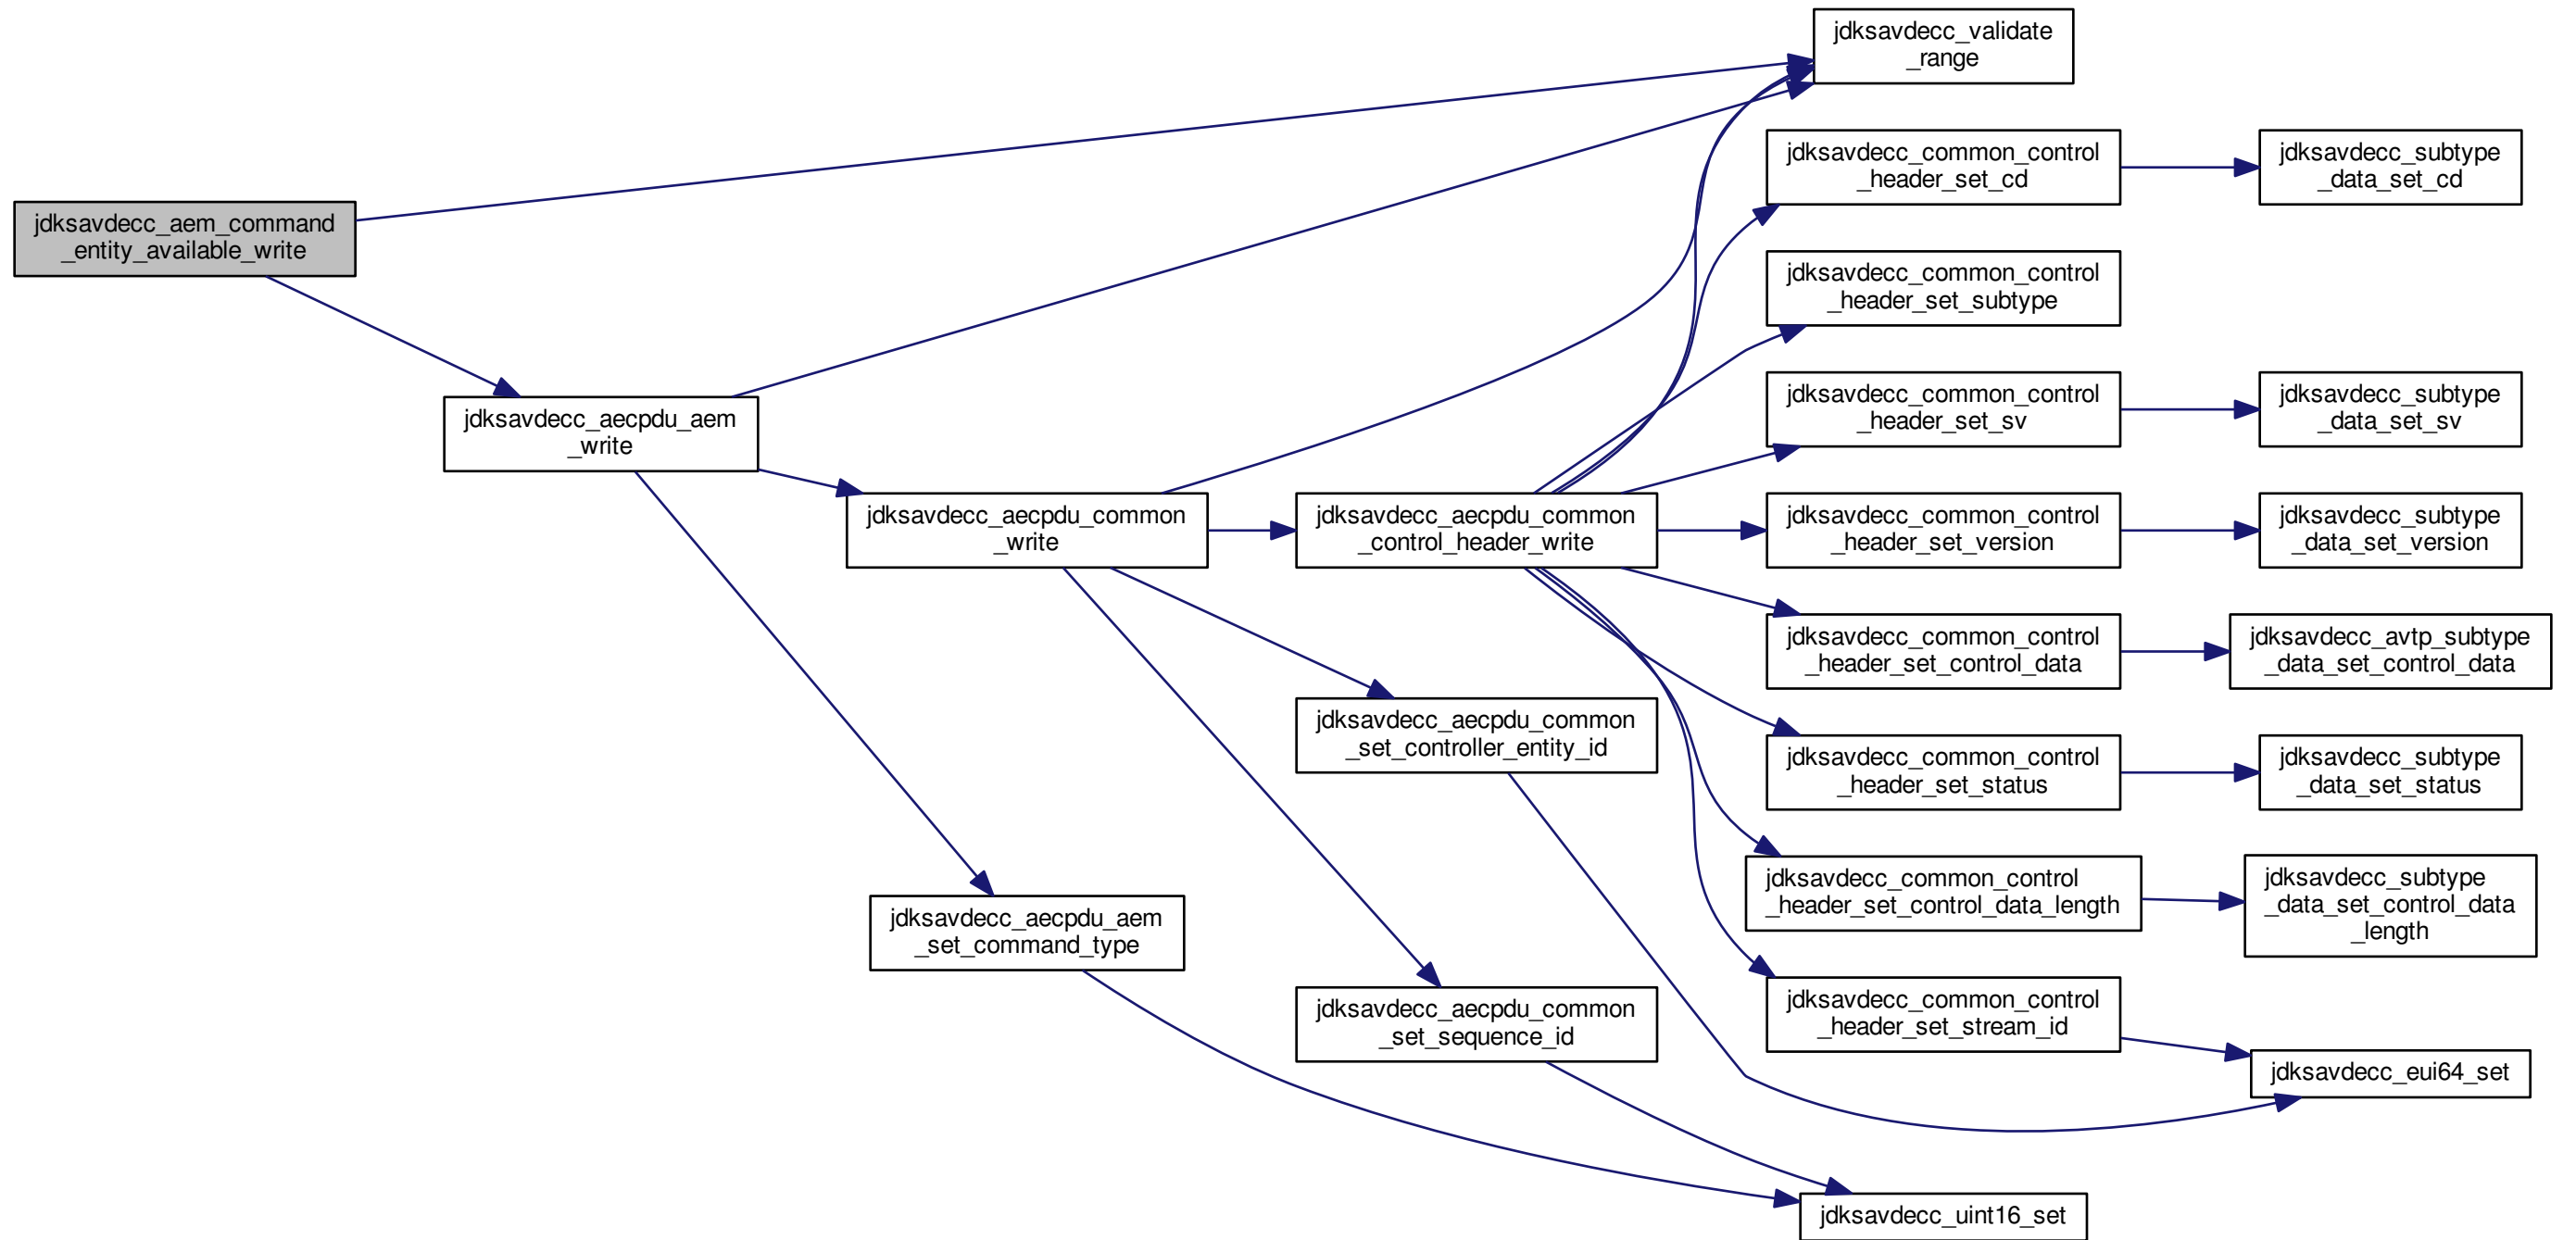 jdksavdecc_aem_command
_entity_available_write
jdksavdecc_aecpdu_aem
_write
jdksavdecc_aecpdu_common
_write
jdksavdecc_aecpdu_aem
_set_command_type
jdksavdecc_aecpdu_common
_control_header_write
jdksavdecc_aecpdu_common
_set_controller_entity_id
jdksavdecc_aecpdu_common
_set_sequence_id
jdksavdecc_validate
_range
jdksavdecc_common_control
_header_set_cd
jdksavdecc_common_control
_header_set_subtype
jdksavdecc_common_control
_header_set_sv
jdksavdecc_common_control
_header_set_version
jdksavdecc_common_control
_header_set_control_data
jdksavdecc_common_control
_header_set_status
jdksavdecc_common_control
_header_set_control_data_length
jdksavdecc_common_control
_header_set_stream_id
jdksavdecc_uint16_set
jdksavdecc_subtype
_data_set_cd
jdksavdecc_subtype
_data_set_sv
jdksavdecc_subtype
_data_set_version
jdksavdecc_avtp_subtype
_data_set_control_data
jdksavdecc_subtype
_data_set_status
jdksavdecc_subtype
_data_set_control_data
_length
jdksavdecc_eui64_set